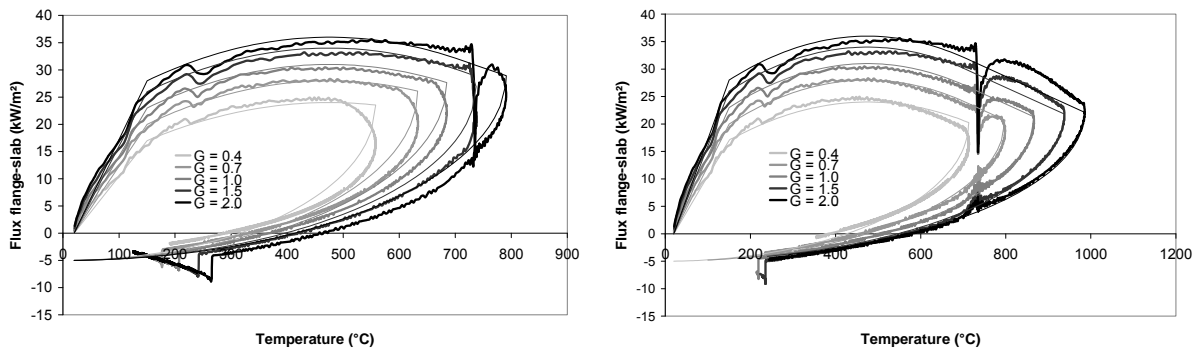 40
35
30
25
20
15
10
5
0
-5
-10
-15
0 100 200 300 400 500 600 700 800 900
Flux flange-slab (kW/m²)
Temperature (°C)
G = 0.4
G = 0.7
G = 1.0
G = 1.5
G = 2.0
40
35
30
25
20
15
10
5
0
-5
-10
-15
0 200 400 600 800 1000 1200
Flux flange-slab (kW/m²)
Temperature (°C)
G = 0.4
G = 0.7
G = 1.0
G = 1.5
G = 2.0